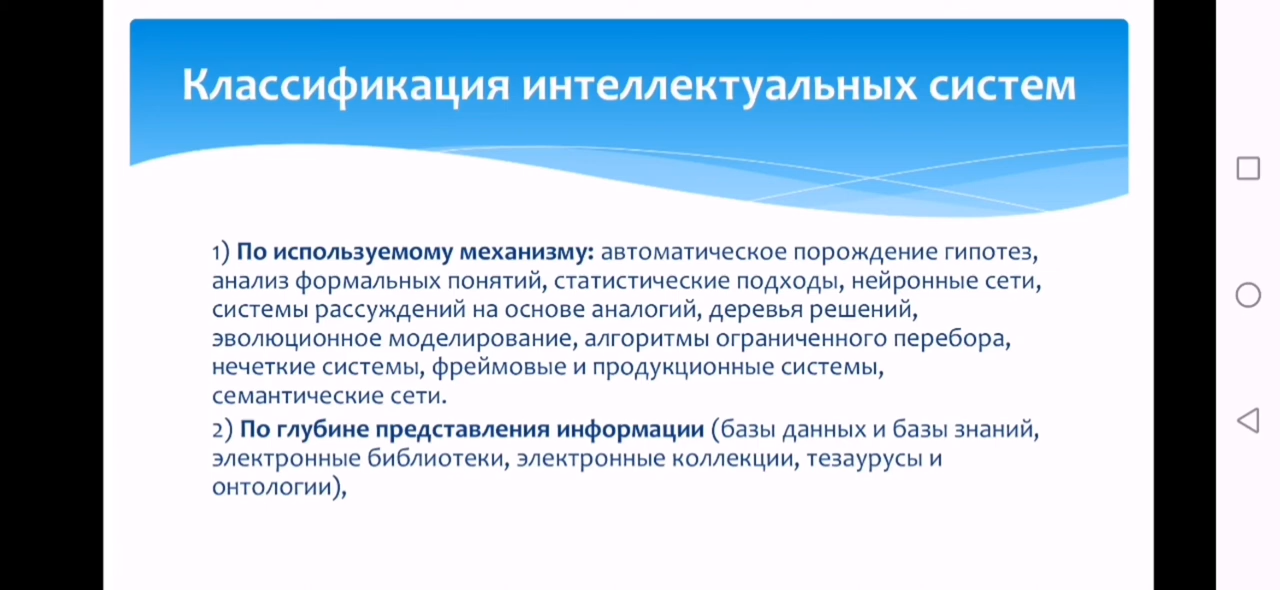 Классификация интеллектуальных систем
1) По используемому механизму: автоматическое порождение гипотез,
анализ формальных понятий, статистические подходы, нейронные сети,
системы рассуждений на основе аналогий, деревья решений,
эволюционное моделирование, алгоритмы ограниченного перебора,
нечеткие системы, фреймовые и продукционные системы,
семантические сети.
2) По глубине представления информации (базы данных и базы знаний,
электронные библиотеки, электронные коллекции, тезаурусы и
онтологии),